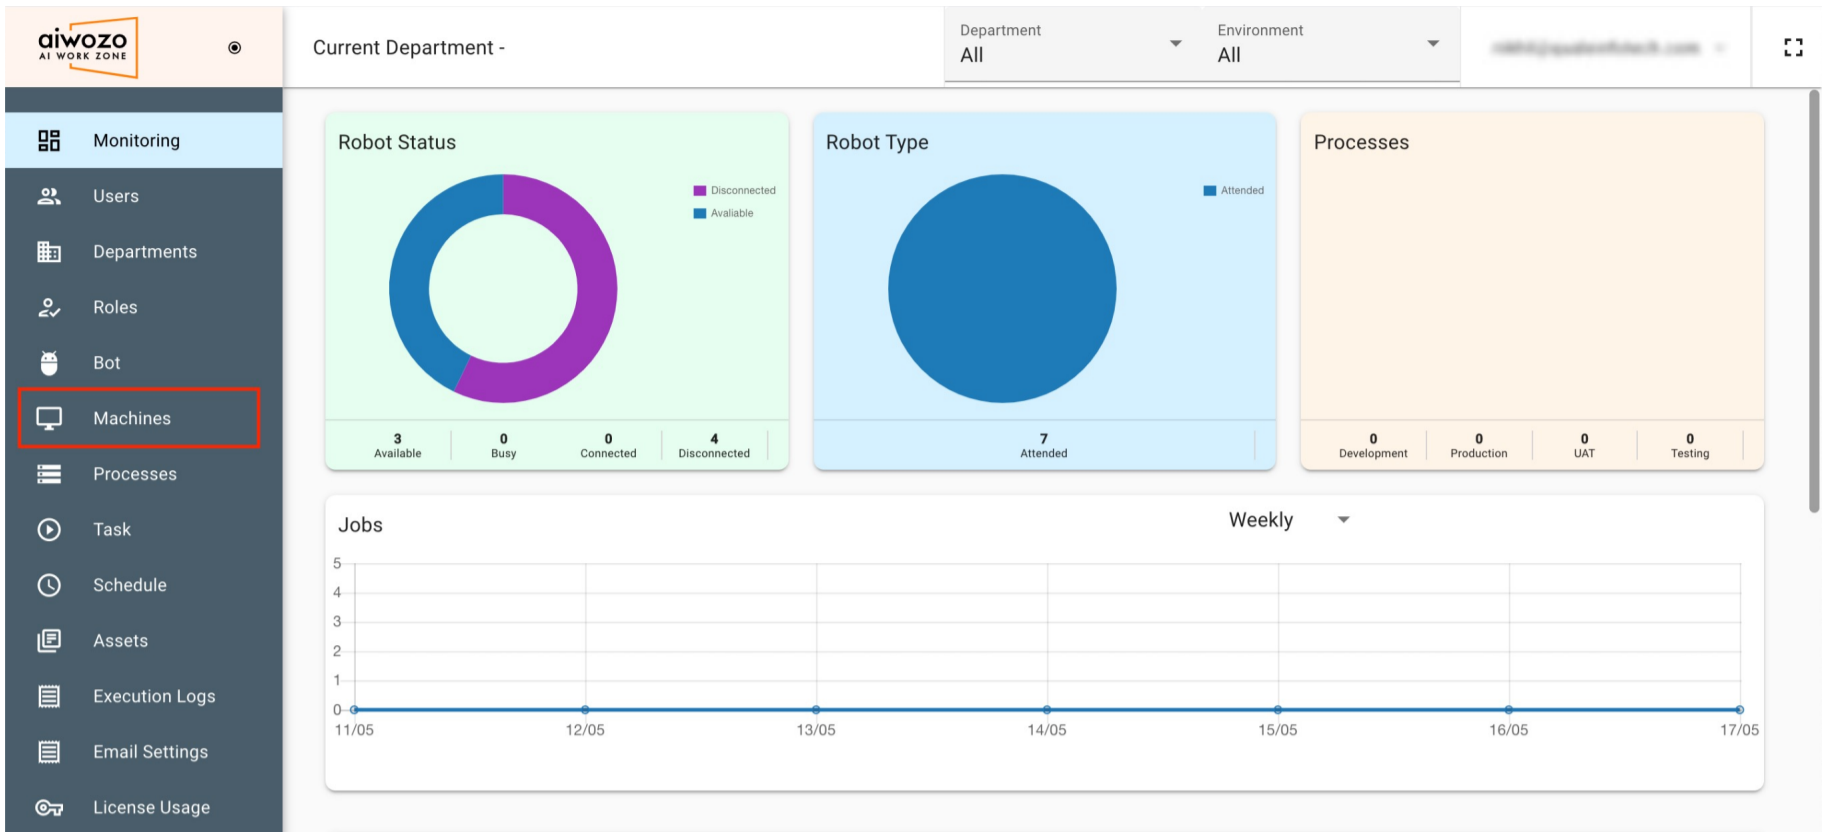 aiwozo
AI WORK ZONE
Current Department -
Department
All
Environment
All
Monitoring
Users
Departments
Roles
Bot
Machines
Processes
Task
Schedule
Assets
Execution Logs
Email Settings
License Usage
Robot Status
Disconnected
Avaliable
3
Available
0
Busy
0
Connected
4
Disconnected
Robot Type
Attended
7
Attended
Processes
0
Development
0
Production
0
UAT
0
Testing
Jobs
Weekly
5
4
3
2
1
0
11/05 12/05 13/05 14/05 15/05 16/05 17/05